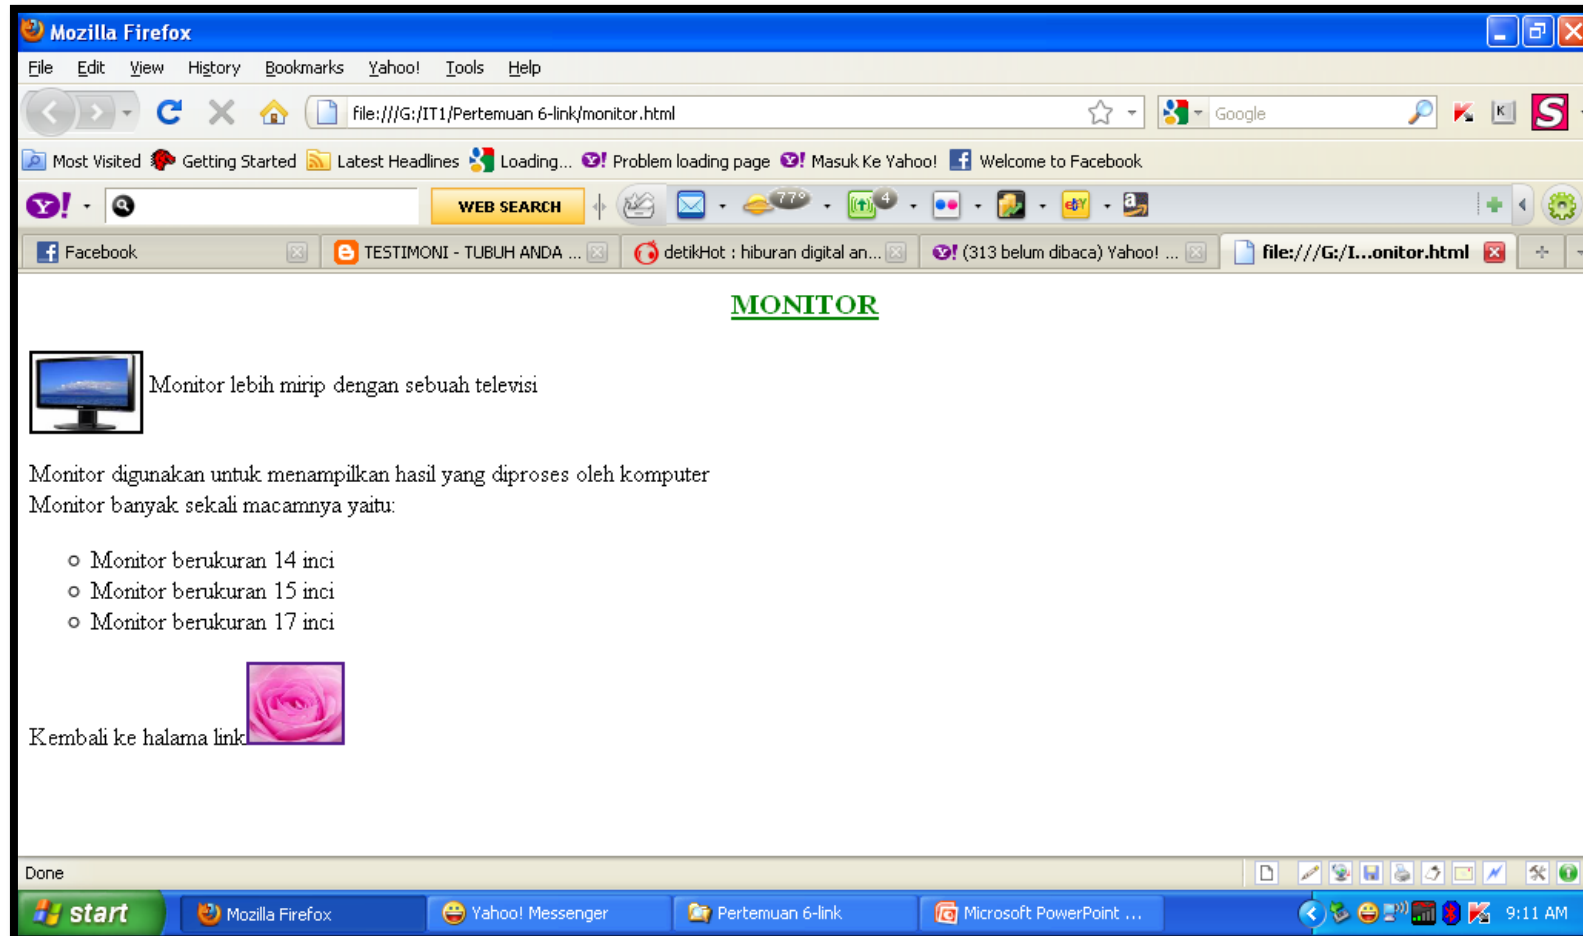 Mozilla Firefox
File Edit View History Bookmarks Yahoo! Tools Help
file:///G:/IT1/Pertemuan 6-link/monitor.html Google K S
Most Visited Getting Started Latest Headlines Loading... Problem loading page Masuk Ke Yahoo! Welcome to Facebook
Y! WEB SEARCH 77° 4 ebY a
Facebook TESTIMONI - TUBUH ANDA ... detikHot : hiburan digital an... (313 belum dibaca) Yahoo! ... file:///G:/I...onitor.html
MONITOR
Monitor lebih mirip dengan sebuah televisi
Monitor digunakan untuk menampilkan hasil yang diproses oleh komputer
Monitor banyak sekali macamnya yaitu:
Monitor berukuran 14 inci
Monitor berukuran 15 inci
Monitor berukuran 17 inci
Kembali ke halama link
Done
start Mozilla Firefox Yahoo! Messenger Pertemuan 6-link Microsoft PowerPoint ... 9:11 AM